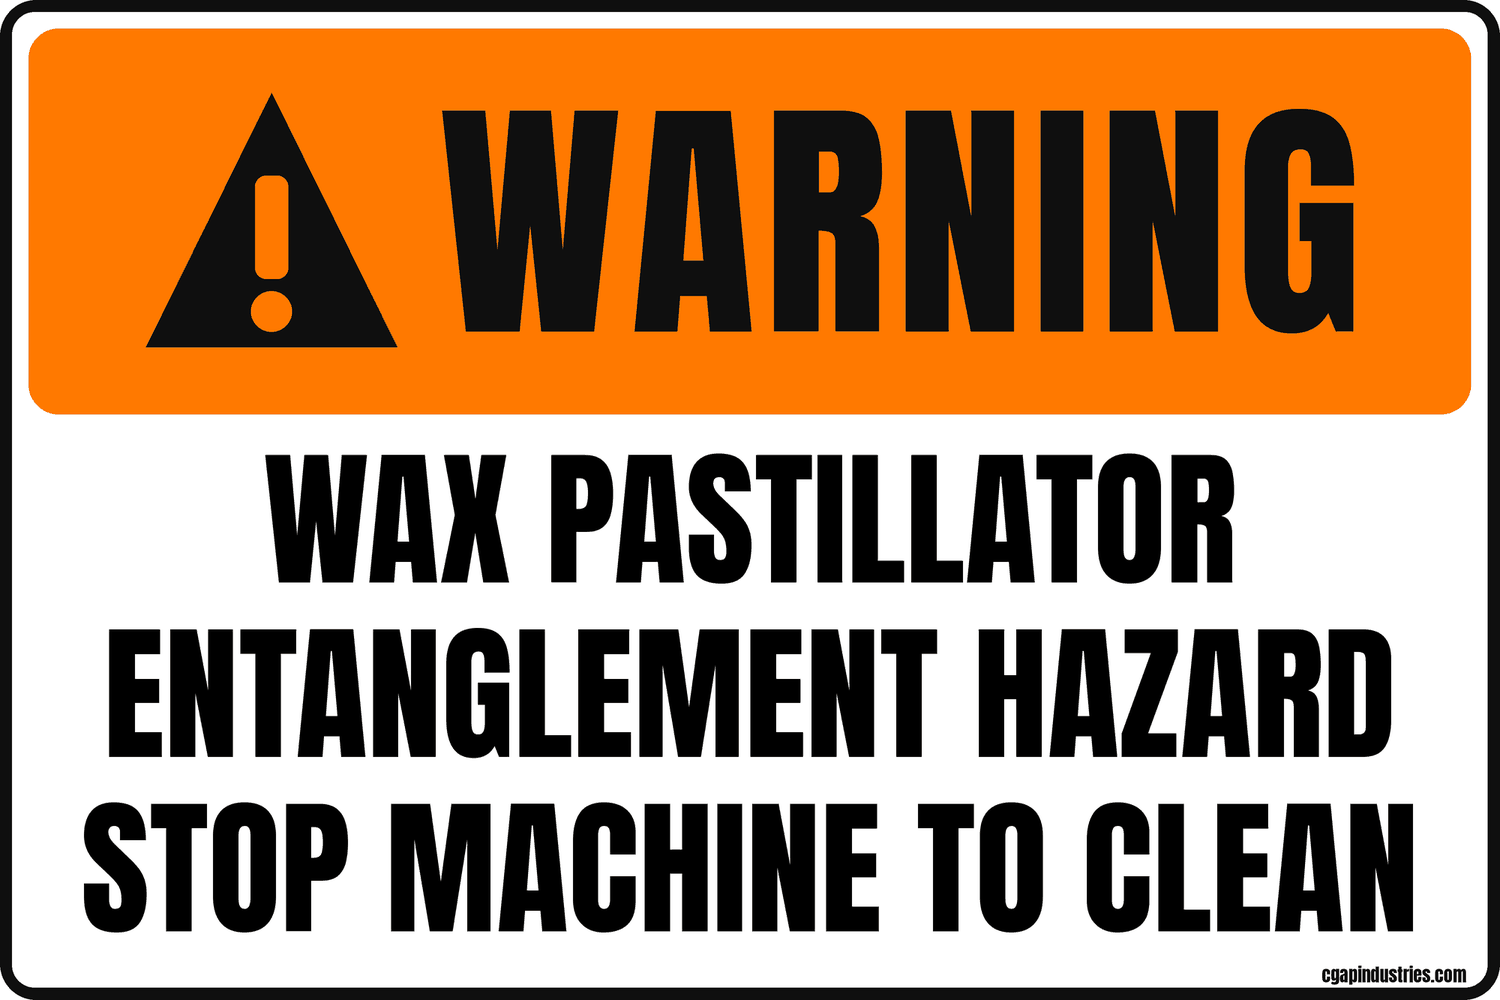 WARNING
WAX PASTILLATOR
ENTANGLEMENT HAZARD
STOP MACHINE TO CLEAN
cgapindustries.com